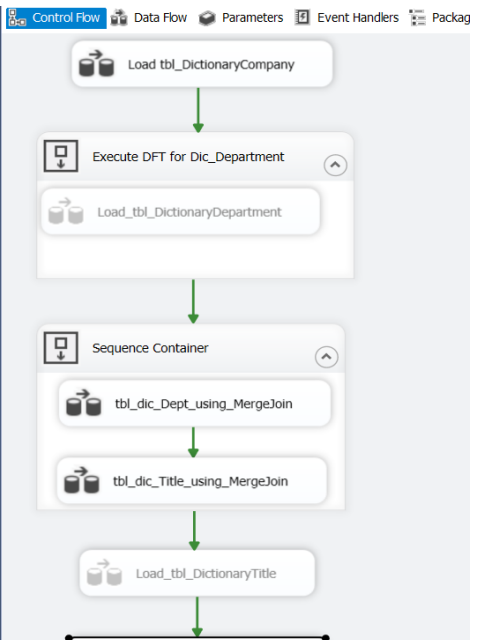 Control Flow Data Flow Parameters Event Handlers Packag
Load tbl_DictionaryCompany
Execute DFT for Dic_Department
Load_tbl_DictionaryDepartment
Sequence Container
tbl_dic_Dept_using_MergeJoin
tbl_dic_Title_using_MergeJoin
Load_tbl_DictionaryTitle